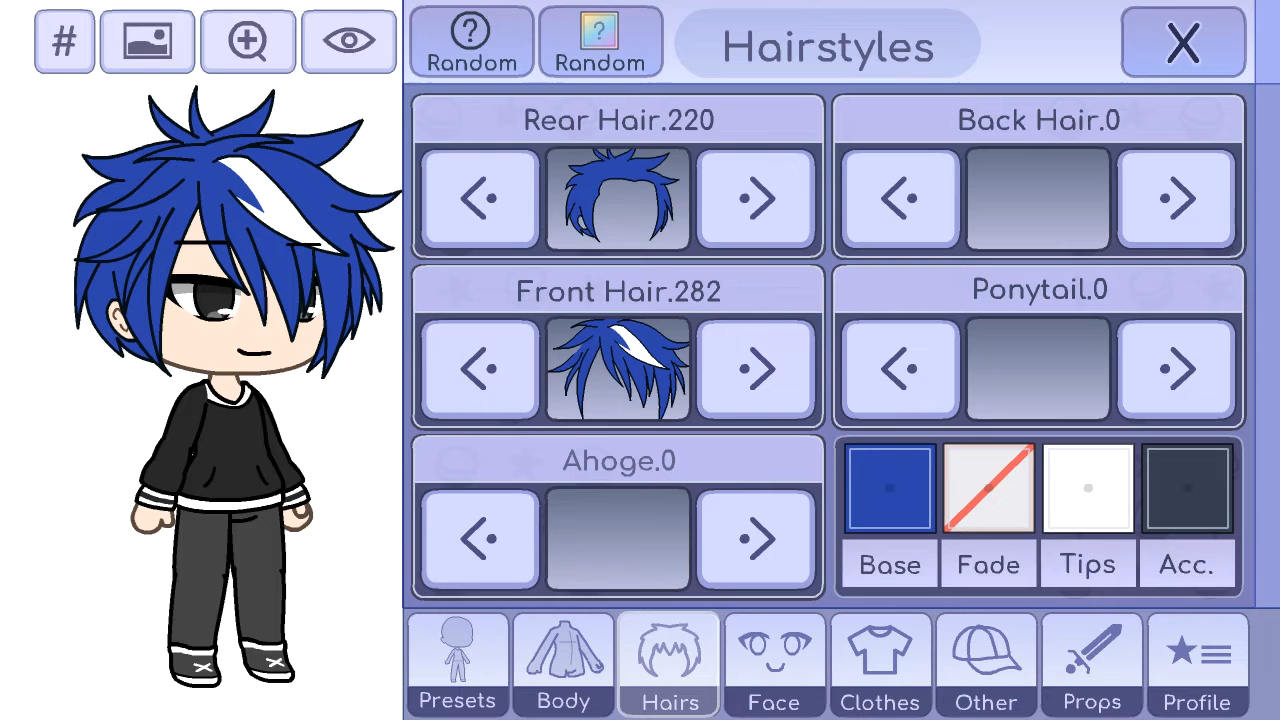 #
? Random
? Random
Hairstyles
X
Rear Hair.220
Back Hair.0
Front Hair.282
Ponytail.0
Ahoge.0
Base
Fade
Tips
Acc.
Presets
Body
Hairs
Face
Clothes
Other
Props
Profile